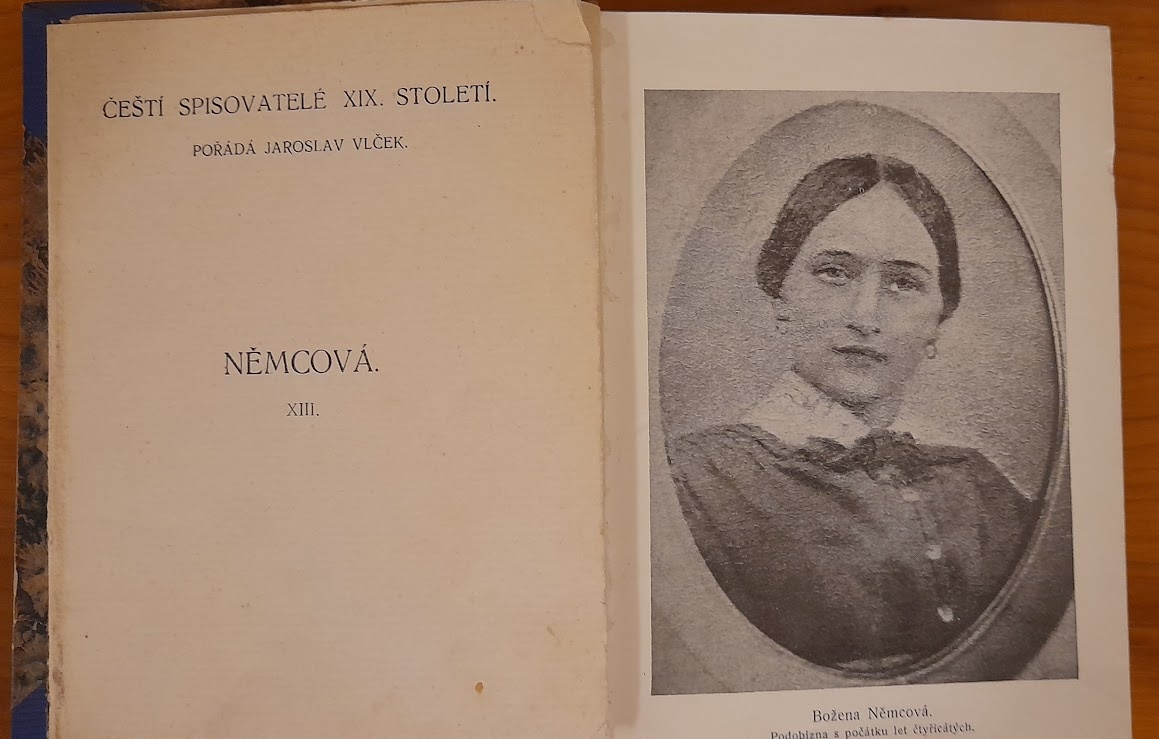 ČEŠTÍ SPISOVATELÉ XIX. STOLETÍ.
POŘÁDÁ JAROSLAV VLČEK.
NĚMCOVÁ.
XIII.
Božena Němcová.
Podobizna s počátku let čtyřicátých.